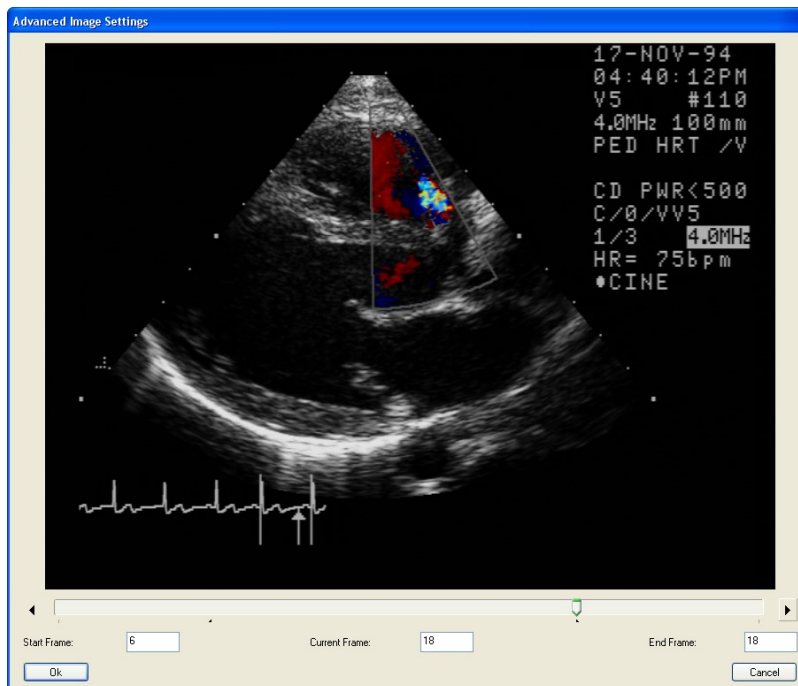 Advanced Image Settings
17-NOV-94
04:40:12PM
V5 #110
4.0MHz 100mm
PED HRT /V
CD PWR<500
C/0/VV5
1/3 4.0MHz
HR= 75bpm
CINE
Start Frame: 6 Current Frame: 18 End Frame: 18
Ok Cancel